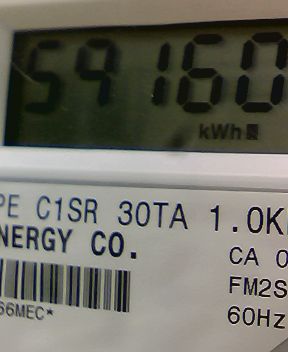 59160
kWh
PE C1SR 30TA 1.0K
NERGY CO.
CA 0
FM2S
66MEC*
60Hz